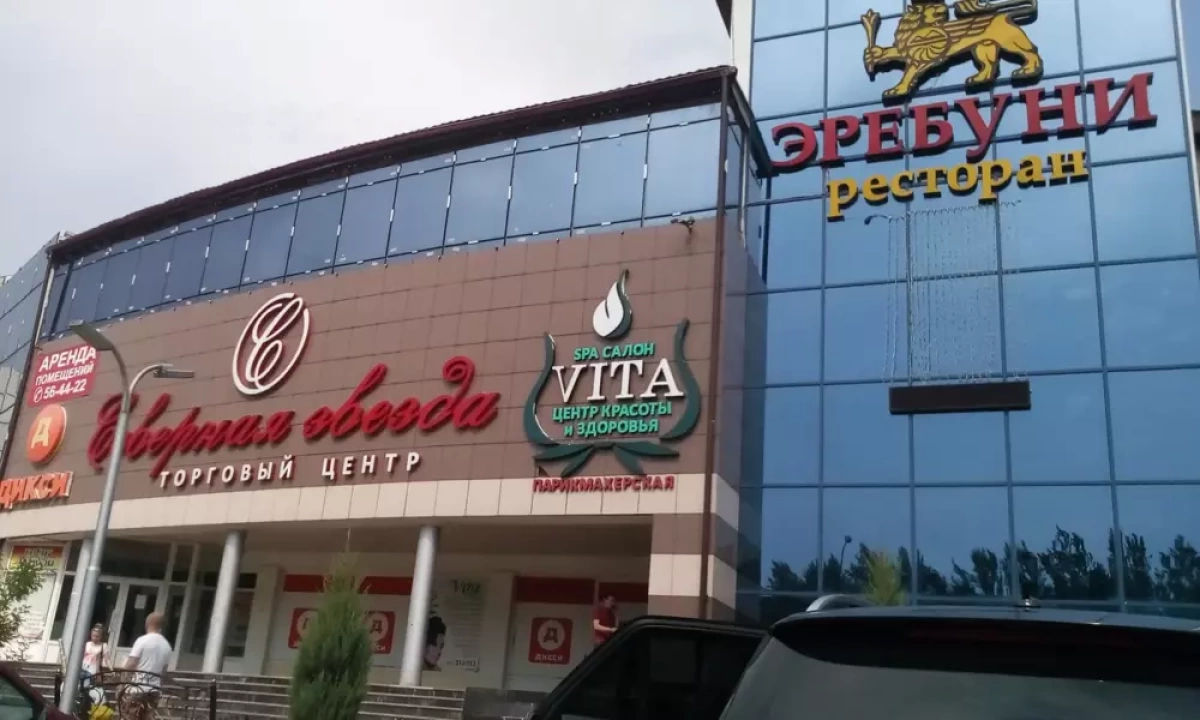 ЭРЕБУНИ
ресторан
АРЕНДА
ПОМЕЩЕНИЙ
56-44-22
Д
ДИКСИ
Е
Северная звезда
ТОРГОВЫЙ ЦЕНТР
SPA САЛОН
VITA
ЦЕНТР КРАСОТЫ
И ЗДОРОВЬЯ
ПАРИКМАХЕРСКАЯ
Д
ДИКСИ